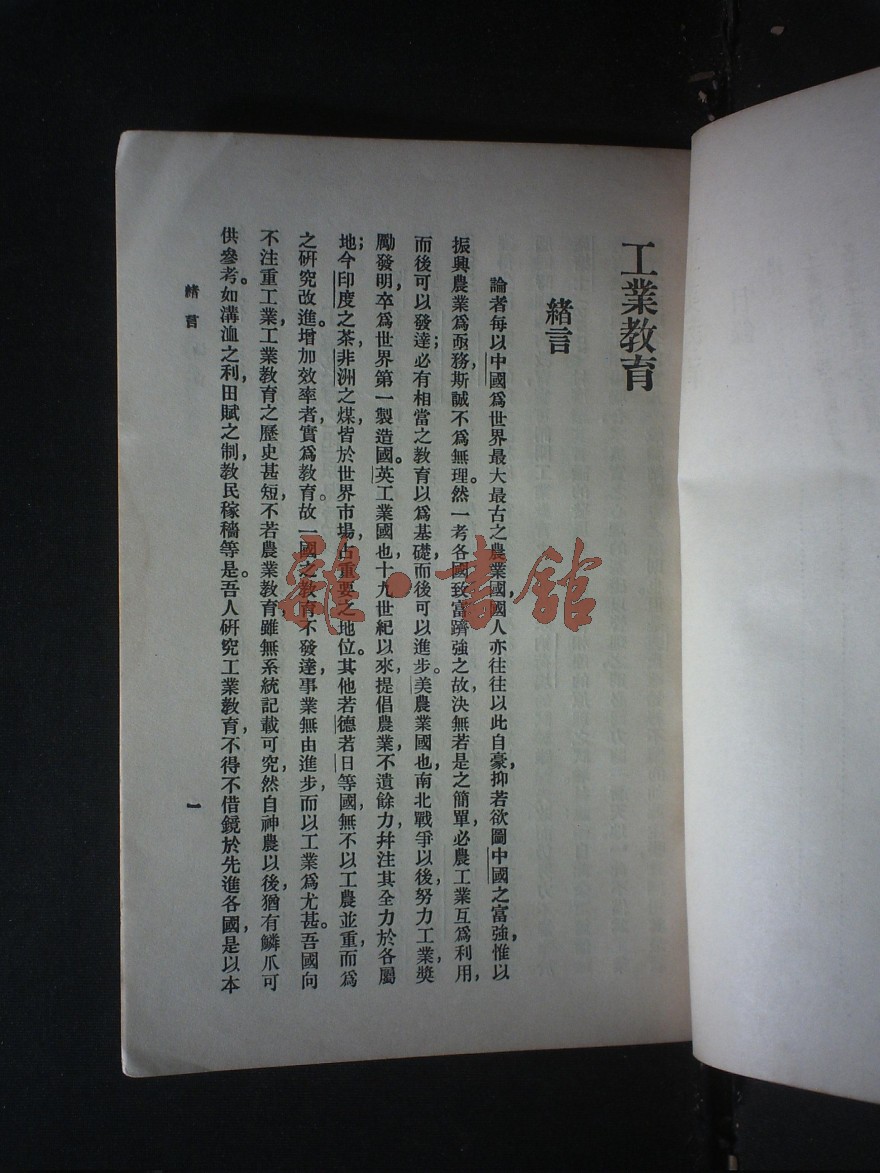 工業教育
緒言
論者每以中國爲世界最大最古之農業國，國人亦往往以此自豪，抑若欲圖中國之富強，惟以
振興農業爲亟務，斯誠不爲無理。然一考各國致富躋強之故，決無若是之簡單，必農工業互爲利用，
而後可以發達；必有相當之教育以爲基礎，而後可以進步。美農業國也，南北戰爭以後，努力工業，獎
勵發明，卒爲世界第一製造國。英工業國也，十九世紀以來，提倡農業，不遺餘力，幷注其全力於各屬
地；今印度之茶，非洲之煤，皆於世界市場，占重要之地位。其他若德若日等國，無不以工農並重，而爲
之研究改進。增加效率者，實爲教育。故一國之教育不發達，事業無由進步，而以工業爲尤甚。吾國向
不注重工業，工業教育之歷史甚短，不若農業教育，雖無系統記載可究，然自神農以後，猶有鱗爪可
供參考。如溝洫之利，田賦之制，教民稼穡等是。吾人研究工業教育，不得不借鏡於先進各國，是以本
緒言
一
雜·書館